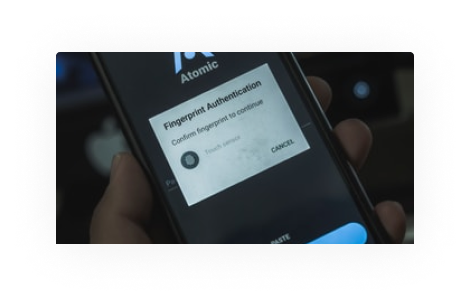 Atomic
Fingerprint Authentication
Confirm fingerprint to continue
Touch sensor
CANCEL
PASTE